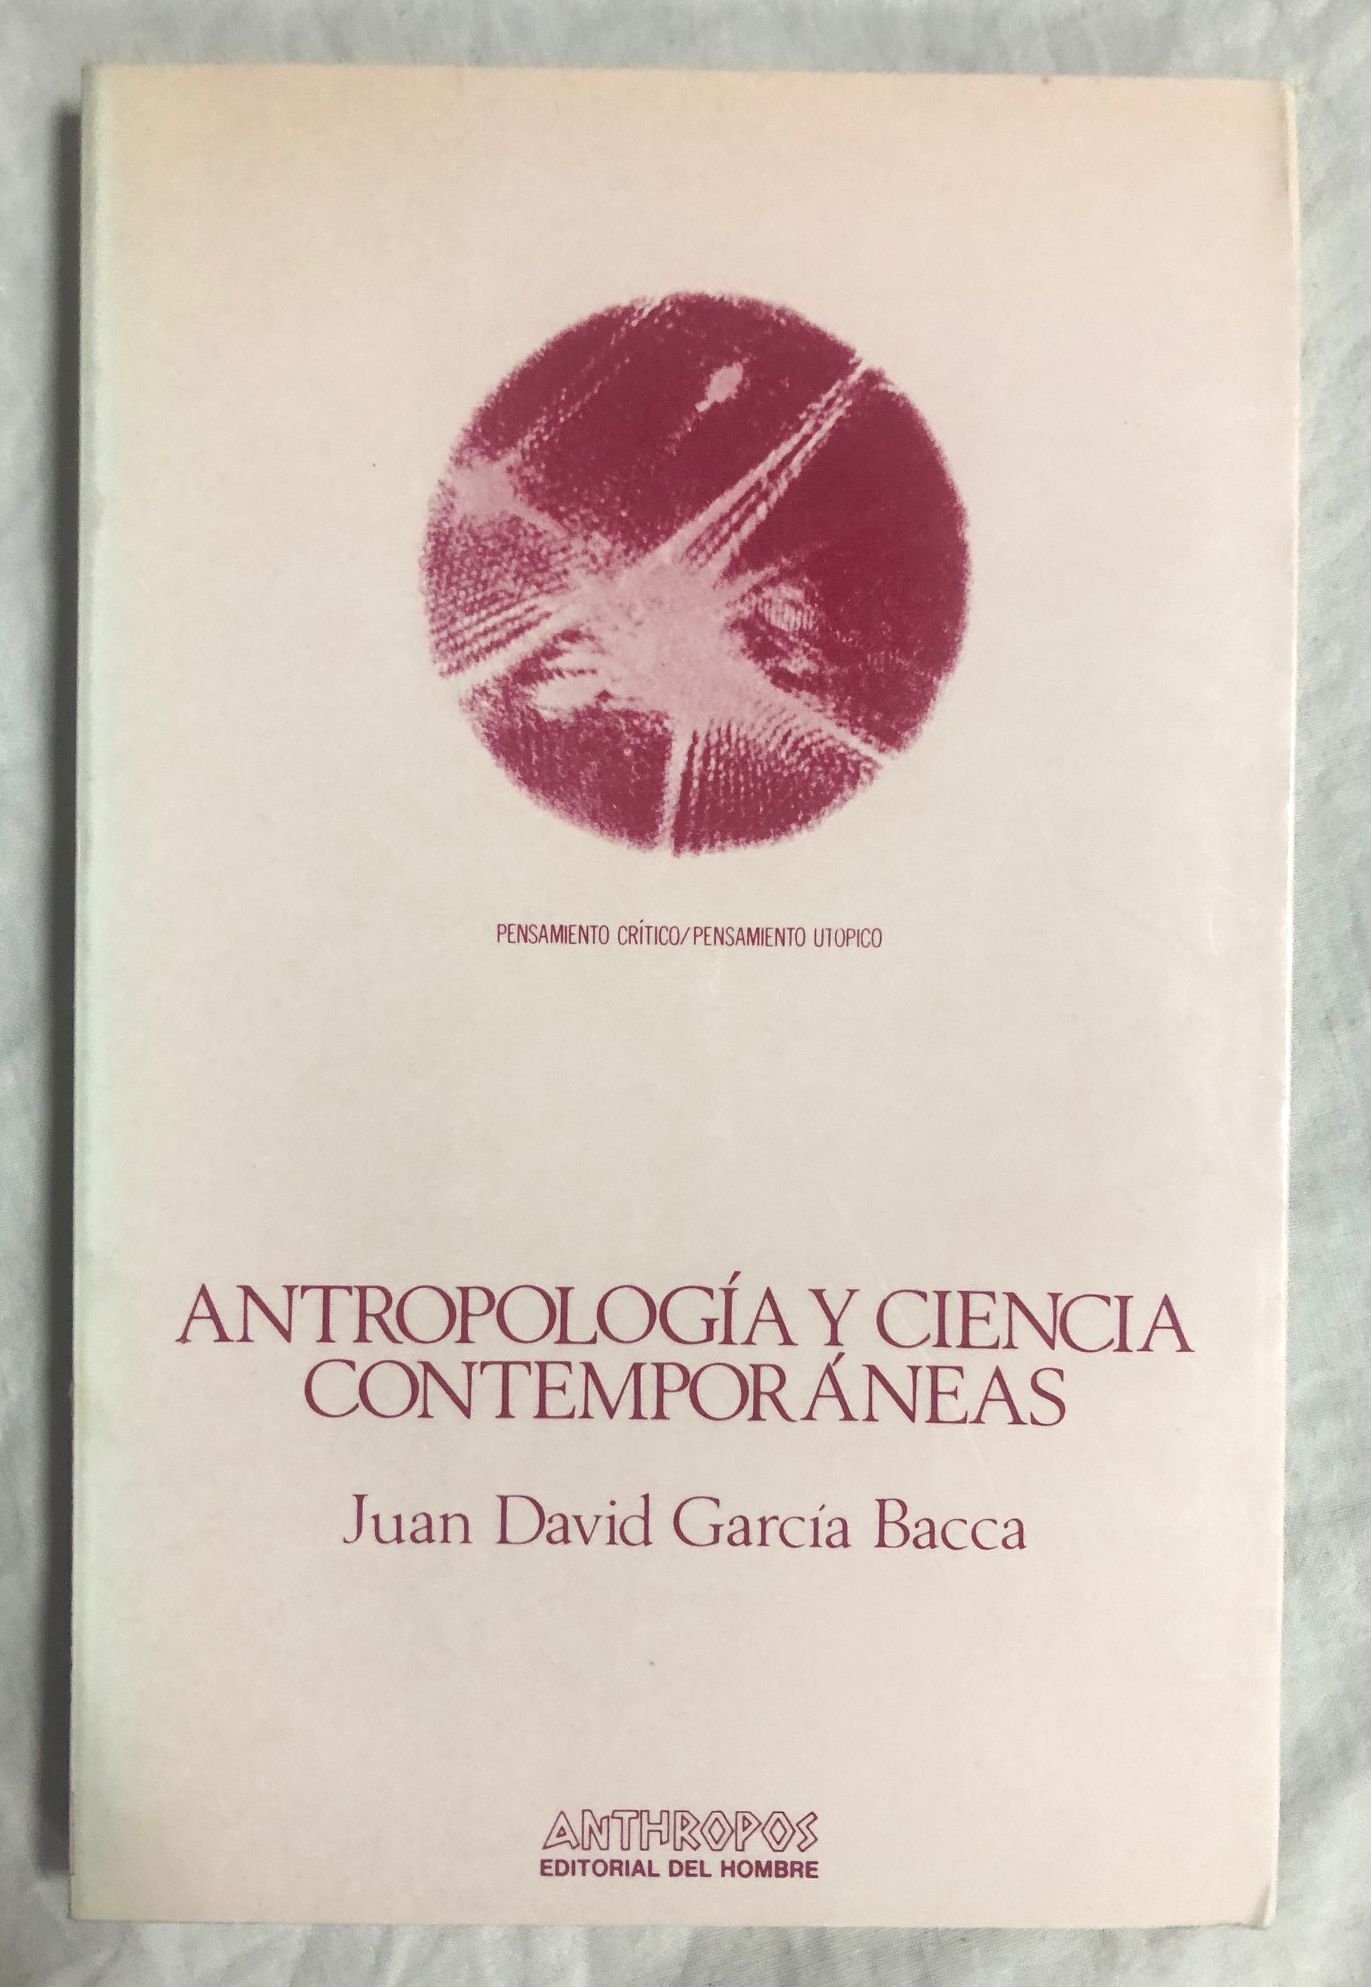 PENSAMIENTO CRÍTICO/PENSAMIENTO UTOPICO
ANTROPOLOGÍA Y CIENCIA
CONTEMPORÁNEAS
Juan David García Bacca
ANTHROPOS
EDITORIAL DEL HOMBRE